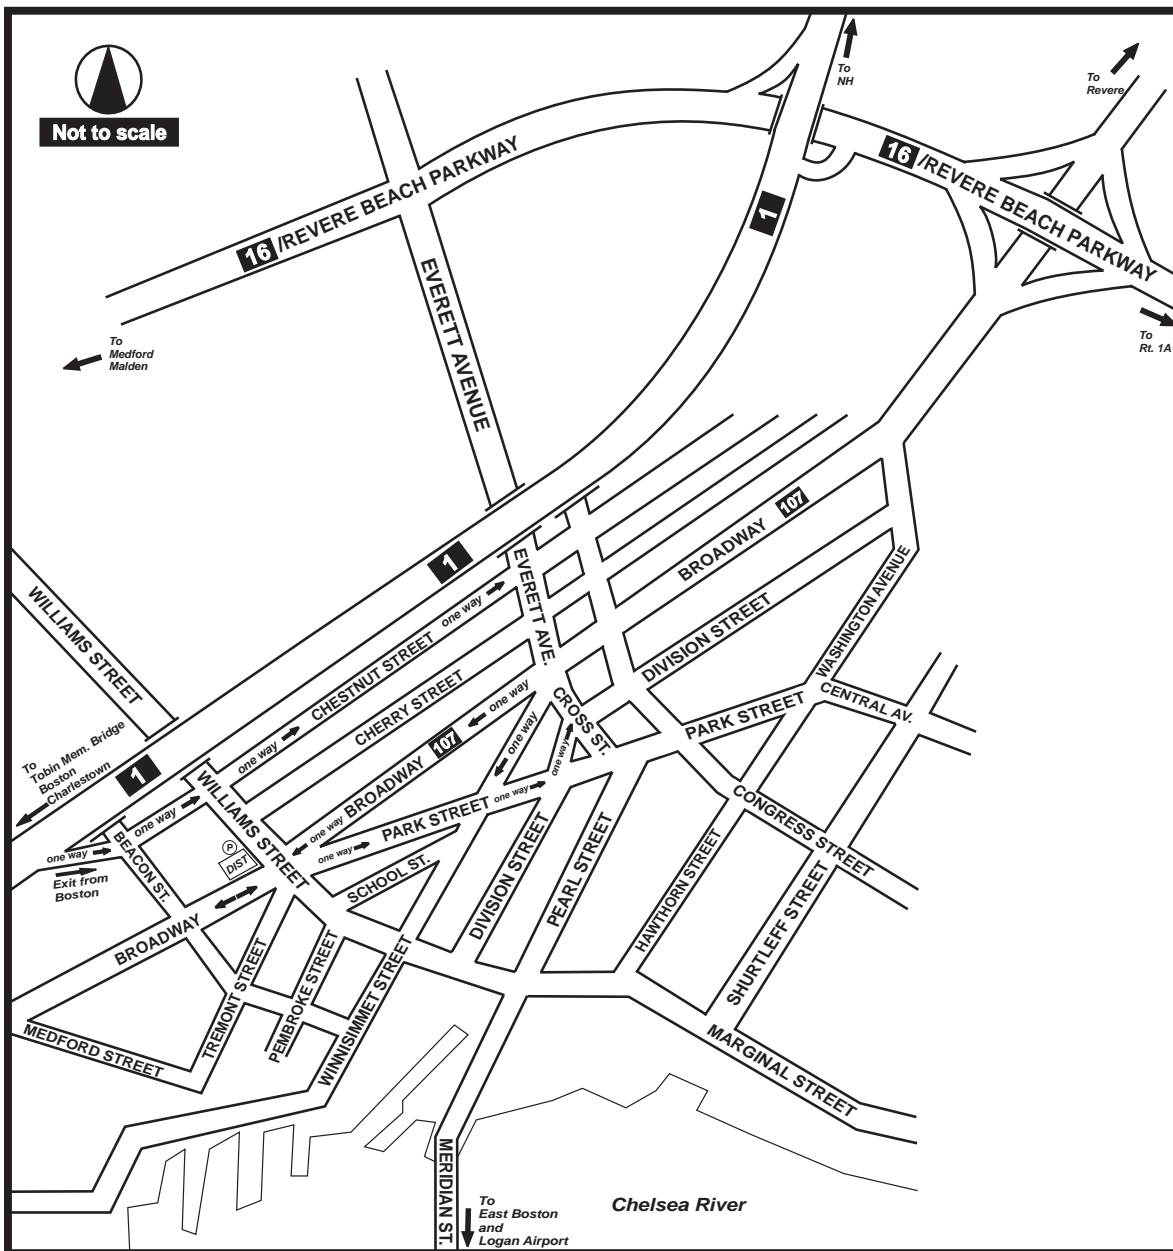 Not to scale
To
NH
To
Revere
16 /REVERE BEACH PARKWAY
16 /REVERE BEACH PARKWAY
1
To
Medford
Malden
To
Rt. 1A
EVERETT AVENUE
107
BROADWAY
1
EVERETT AVE.
WASHINGTON AVENUE
WILLIAMS STREET
one way
CHESTNUT STREET
DIVISION STREET
CHERRY STREET
one way
CROSS ST.
PARK STREET
CENTRAL AV.
one way
To
Tobin Mem. Bridge
Boston
Charlestown
1
one way
107
BROADWAY
one way
one way
WILLIAMS STREET
one way
PARK STREET
one way
CONGRESS STREET
one way
one way
BEACON ST.
P
DIST
one way
Exit from
Boston
SCHOOL ST.
DIVISION STREET
PEARL STREET
HAWTHORN STREET
SHURTLEFF STREET
BROADWAY
TREMONT STREET
PEMBROKE STREET
WINNISIMMET STREET
MEDFORD STREET
MARGINAL STREET
MERIDIAN ST.
Chelsea River
To
East Boston
and
Logan Airport